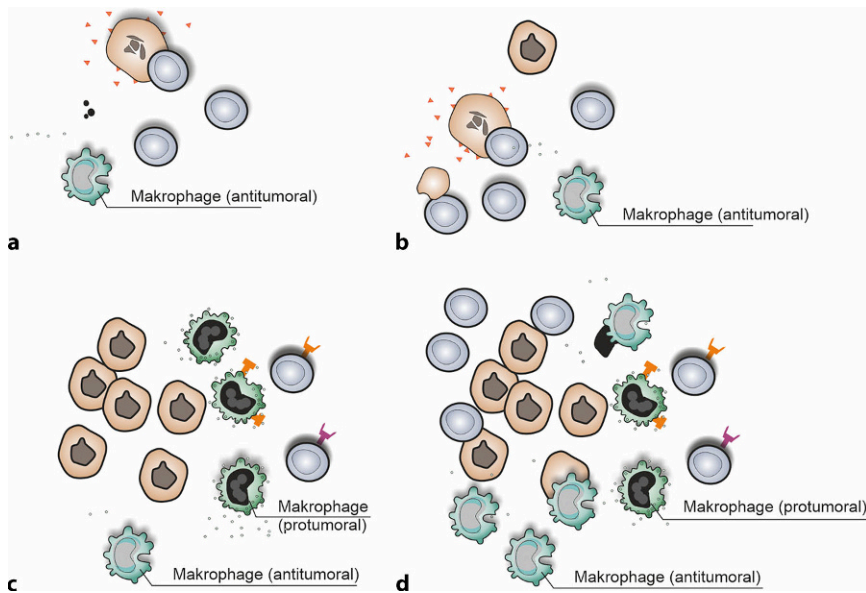 Makrophage (antitumoral)
a
Makrophage (antitumoral)
b
Makrophage
(protumoral)
Makrophage (antitumoral)
c
Makrophage (protumoral)
Makrophage (antitumoral)
d